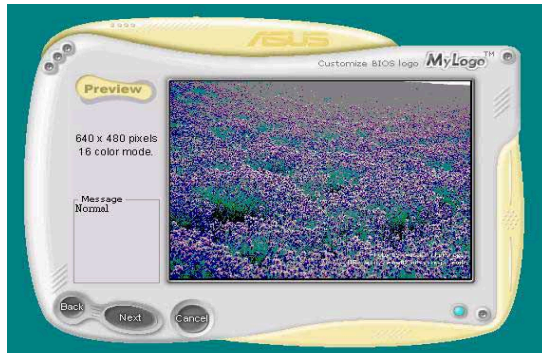 ASUS
Customize BIOS logo MyLogo™
Preview
640 x 480 pixels
16 color mode.
Message
Normal
Back
Next
Cancel